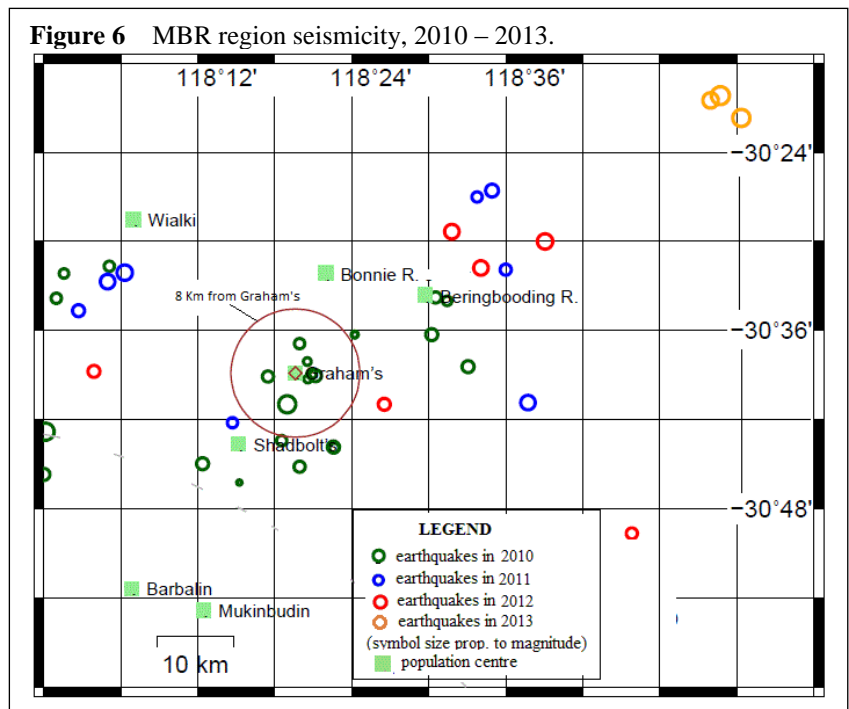 Figure 6 MBR region seismicity, 2010 – 2013.
118°12' 118°24' 118°36'
−30°24'
Wialki
Bonnie R.
8 Km from Graham's
Beringbooding R.
−30°36'
Graham's
Shadbolt's
−30°48'
LEGEND
earthquakes in 2010
earthquakes in 2011
earthquakes in 2012
earthquakes in 2013
(symbol size prop. to magnitude)
population centre
Barbalin
Mukinbudin
10 km